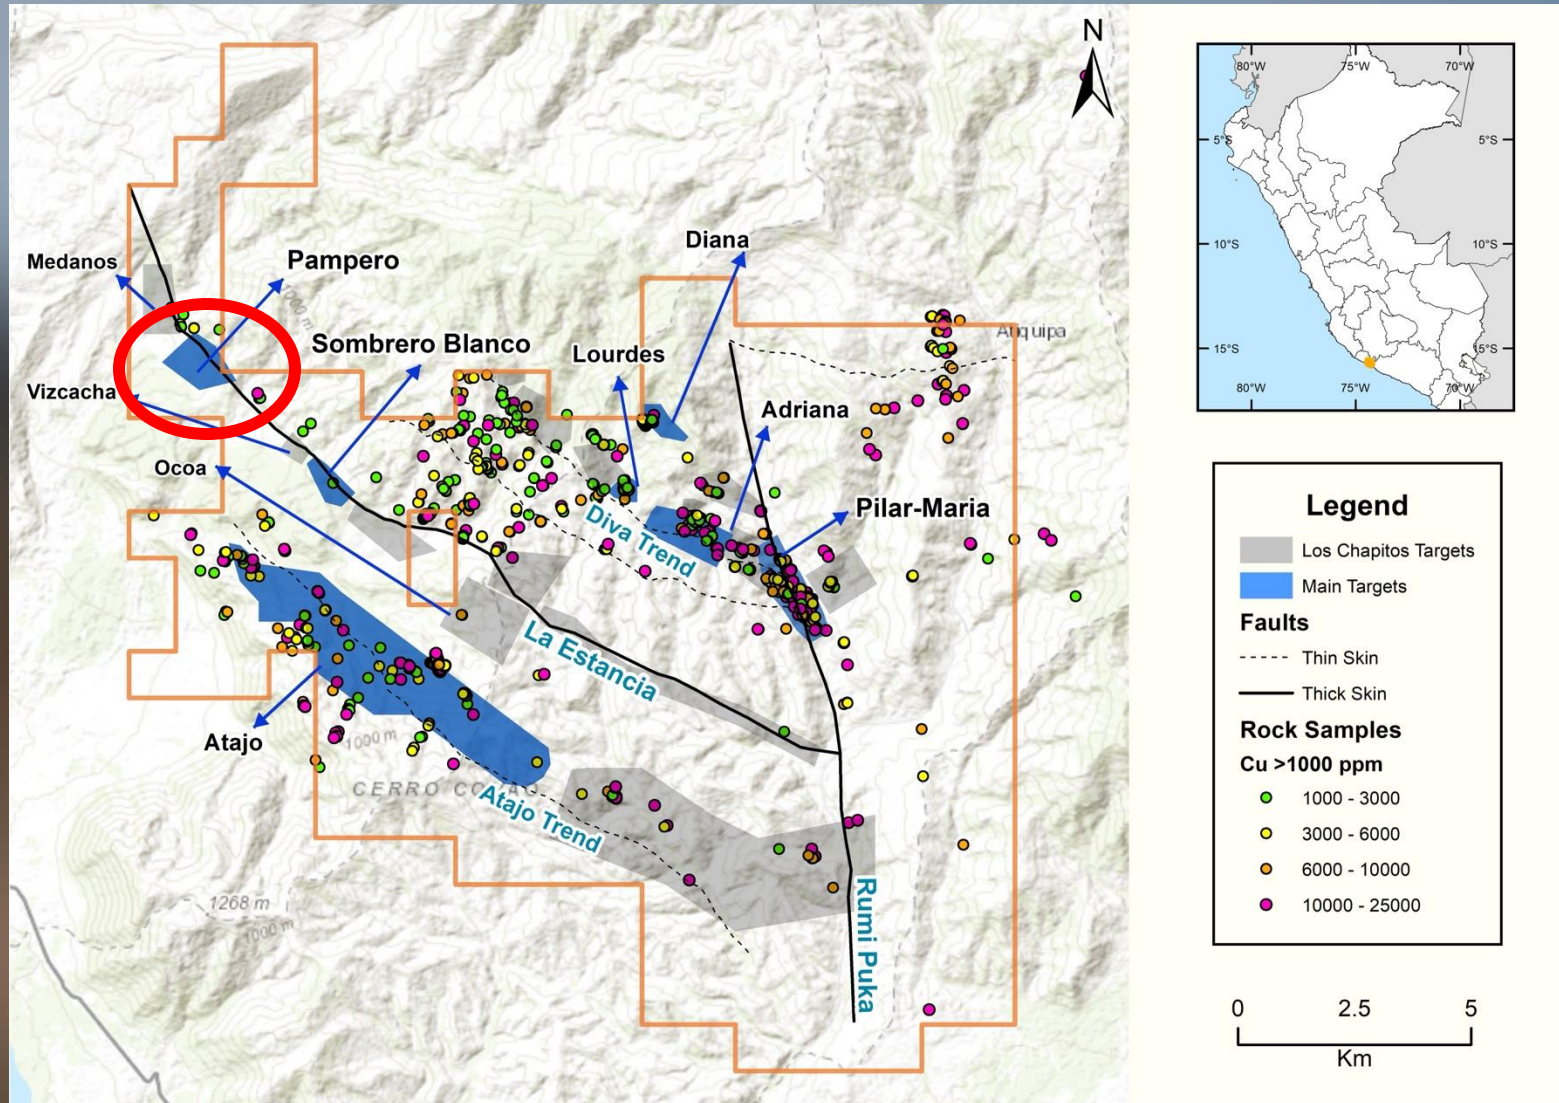 N
Diana
Medanos
Pampero
1000 m
Atiquipa
Sombrero Blanco
Lourdes
Vizcacha
Adriana
Ocoa
Pilar-Maria
Diva Trend
La Estancia
Atajo
1000 m
Atajo Trend
Rumi Puka
1268 m
1000 m
80°W
75°W
70°W
5°S
5°S
10°S
10°S
15°S
15°S
80°W
75°W
70°W
Legend
Los Chapitos Targets
Main Targets
Faults
Thin Skin
Thick Skin
Rock Samples
Cu >1000 ppm
1000 - 3000
3000 - 6000
6000 - 10000
10000 - 25000
0
2.5
5
Km